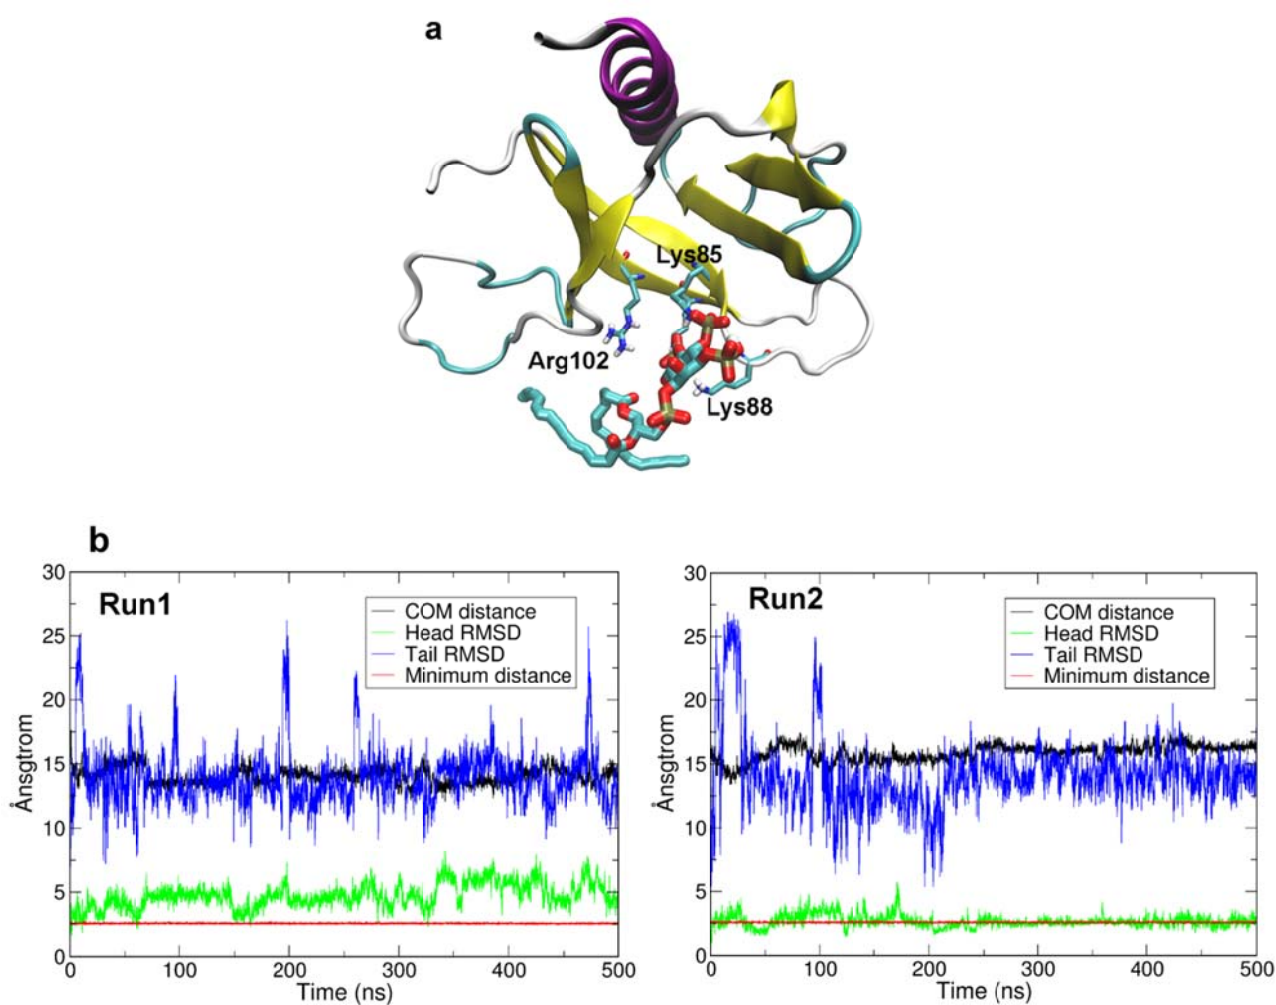 a
Lys85
Arg102
Lys88
b
30
25
20
15
10
5
0
Ånsgtrom
Run1
COM distance
Head RMSD
Tail RMSD
Minimum distance
0 100 200 300 400 500
Time (ns)
30
25
20
15
10
5
0
Ånsgtrom
Run2
COM distance
Head RMSD
Tail RMSD
Minimum distance
0 100 200 300 400 500
Time (ns)